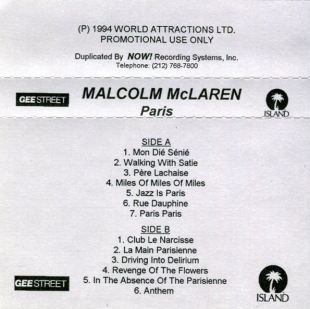 (P) 1994 WORLD ATTRACTIONS LTD.
PROMOTIONAL USE ONLY
Duplicated By NOW! Recording Systems, Inc.
Telephone: (212) 768-7800
GEESTREET
MALCOLM McLAREN
Paris
ISLAND
SIDE A
1. Mon Dié Sénié
2. Walking With Satie
3. Père Lachaise
4. Miles Of Miles Of Miles
5. Jazz Is Paris
6. Rue Dauphine
7. Paris Paris
SIDE B
1. Club Le Narcisse
2. La Main Parisienne
3. Driving Into Delirium
4. Revenge Of The Flowers
5. In The Absence Of The Parisienne
6. Anthem
GEESTREET
ISLAND